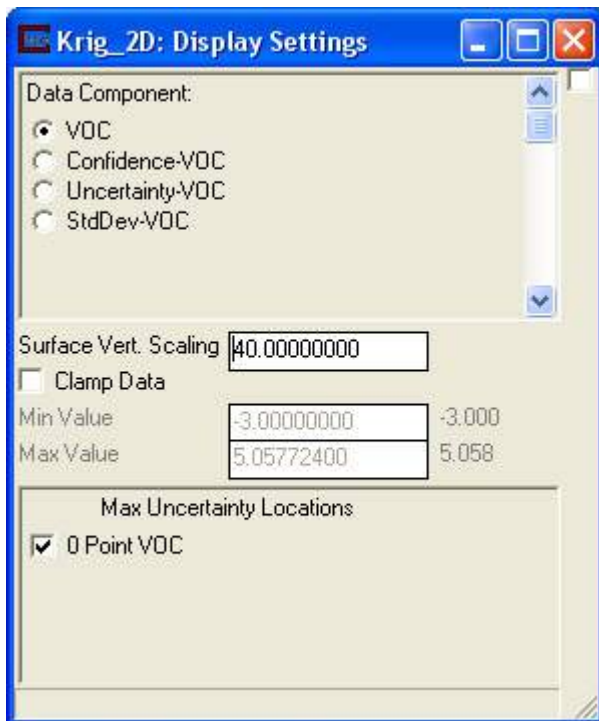 Krig_2D: Display Settings
Data Component:
VOC
Confidence-VOC
Uncertainty-VOC
StdDev-VOC
Surface Vert. Scaling 40.00000000
Clamp Data
Min Value -3.00000000 -3.000
Max Value 5.05772400 5.058
Max Uncertainty Locations
0 Point VOC